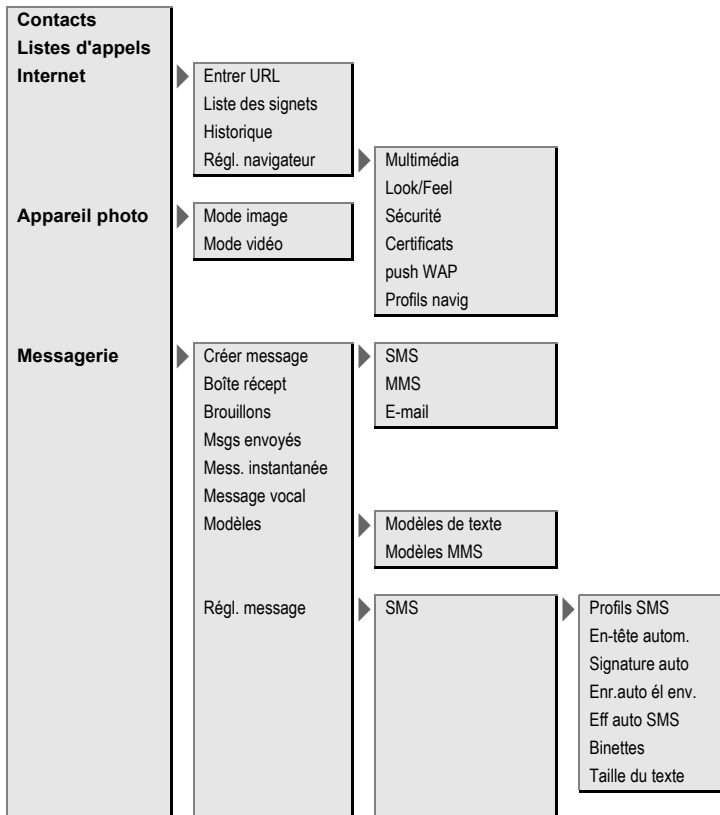 Contacts
Listes d'appels
Internet
Entrer URL
Liste des signets
Historique
Régl. navigateur
Multimédia
Look/Feel
Sécurité
Certificats
push WAP
Profils navig
Appareil photo
Mode image
Mode vidéo
Messagerie
Créer message
SMS
MMS
E-mail
Boîte récept
Brouillons
Msgs envoyés
Mess. instantanée
Message vocal
Modèles
Modèles de texte
Modèles MMS
Régl. message
SMS
Profils SMS
En-tête autom.
Signature auto
Enr.auto él env.
Eff auto SMS
Binettes
Taille du texte